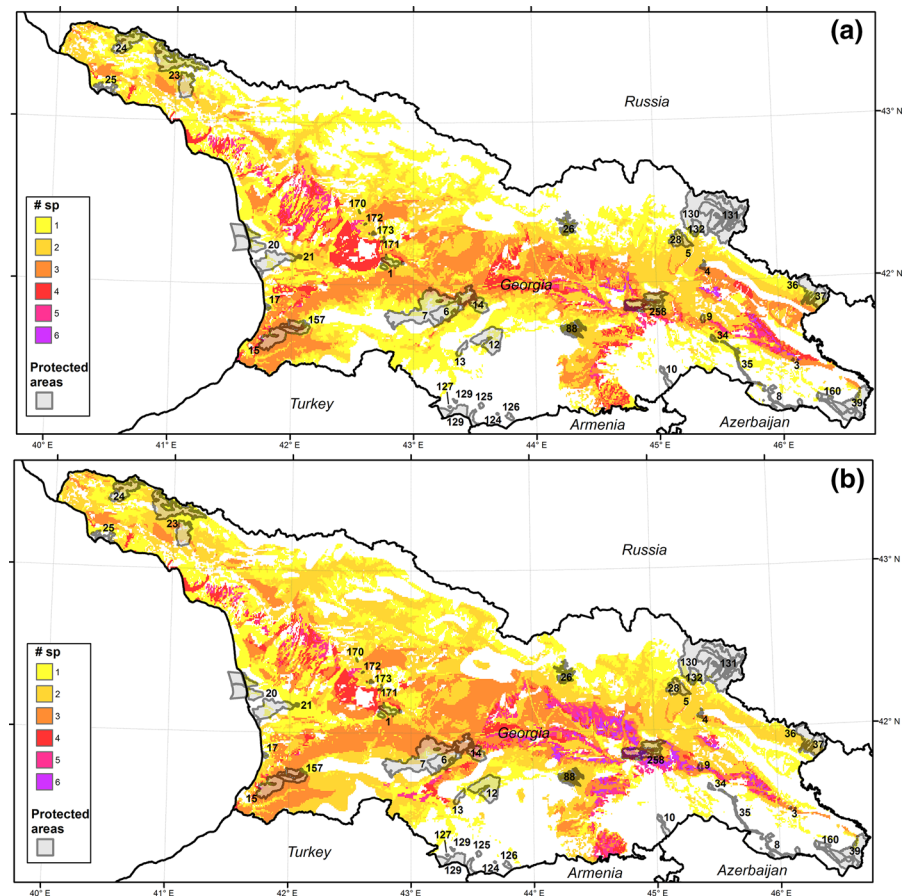 (a)
24
23
25
Russia
43° N
# sp
1
2
3
4
5
6
Protected
areas
170
172
173
171
1
130
131
132
28
5
26
20
21
4
42° N
36
37
Georgia
17
157
15
7
6
14
258
9
88
34
12
13
35
3
10
8
160
39
127
129
125
129
124
126
Turkey
Armenia
Azerbaijan
40° E
41° E
42° E
43° E
44° E
45° E
46° E
(b)
24
23
25
Russia
43° N
# sp
1
2
3
4
5
6
Protected
areas
170
172
173
171
1
130
131
132
28
5
26
20
21
4
42° N
36
37
Georgia
17
157
15
7
6
14
258
9
88
34
12
13
35
3
10
8
160
39
127
129
125
129
124
126
Turkey
Armenia
Azerbaijan
40° E
41° E
42° E
43° E
44° E
45° E
46° E